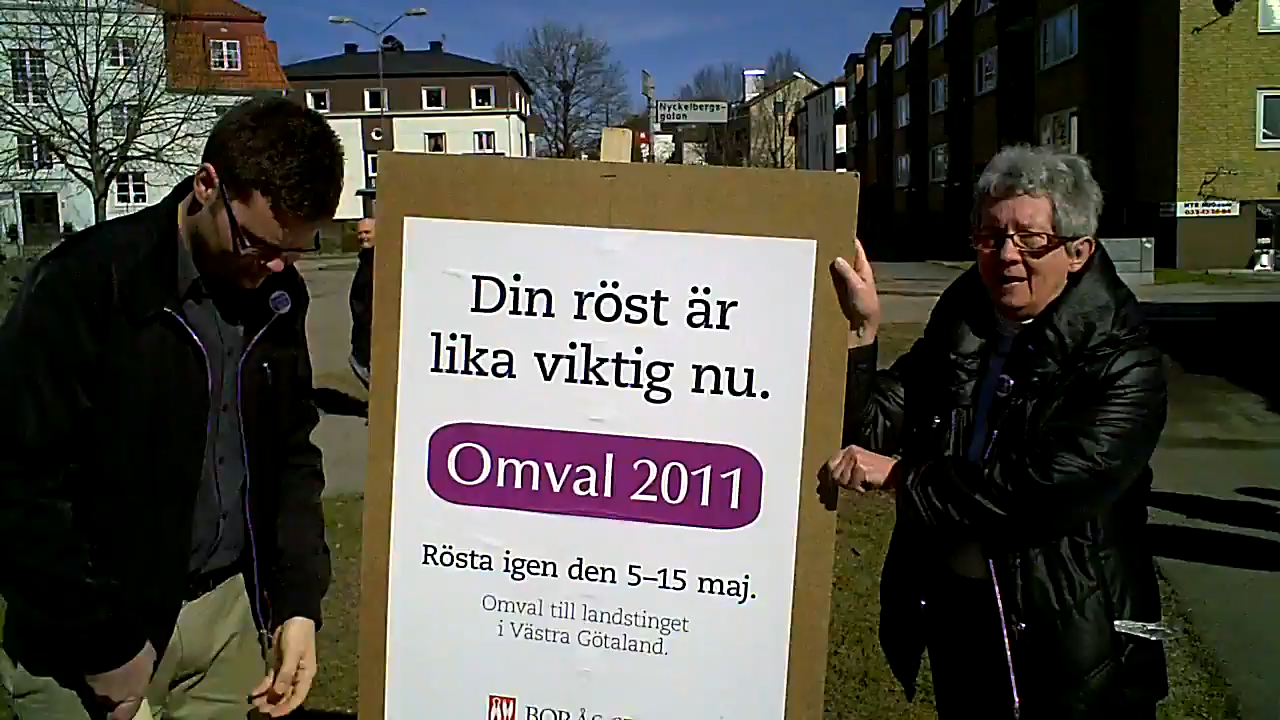 Nyckelbergs-
gatan
Din röst är
lika viktig nu.
Omval 2011
Rösta igen den 5–15 maj.
Omval till landstinget
i Västra Götaland.
BORÅS